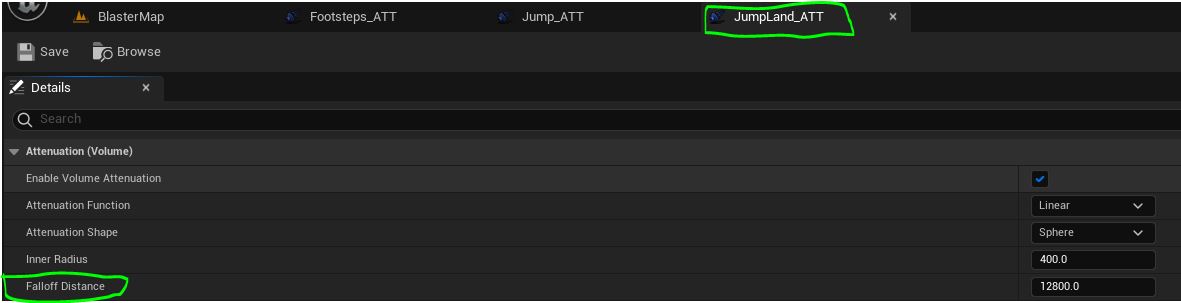 BlasterMap Footsteps_ATT Jump_ATT JumpLand_ATT ×
Save Browse
Details ×
Search
Attenuation (Volume)
Enable Volume Attenuation
Attenuation Function Linear
Attenuation Shape Sphere
Inner Radius 400.0
Falloff Distance 12800.0